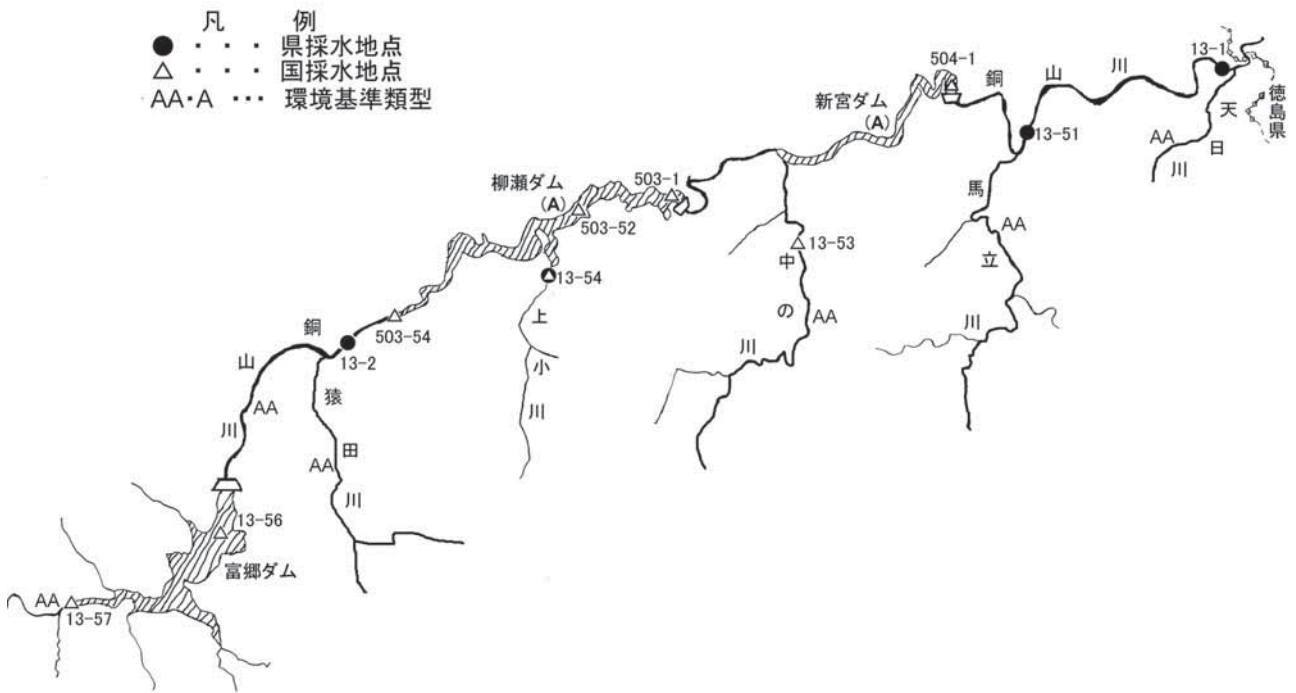 凡 例
● ・ ・ ・ 県採水地点
△ ・ ・ ・ 国採水地点
AA・A ・・・ 環境基準類型
13-1
徳島県
天日川
AA
504-1
銅山川
新宮ダム
(A)
13-51
馬立川
AA
柳瀬ダム
(A)
503-1
503-52
13-53
中の川
AA
13-54
上小川
503-54
13-2
銅山川
AA
猿田川
AA
13-56
富郷ダム
AA
13-57